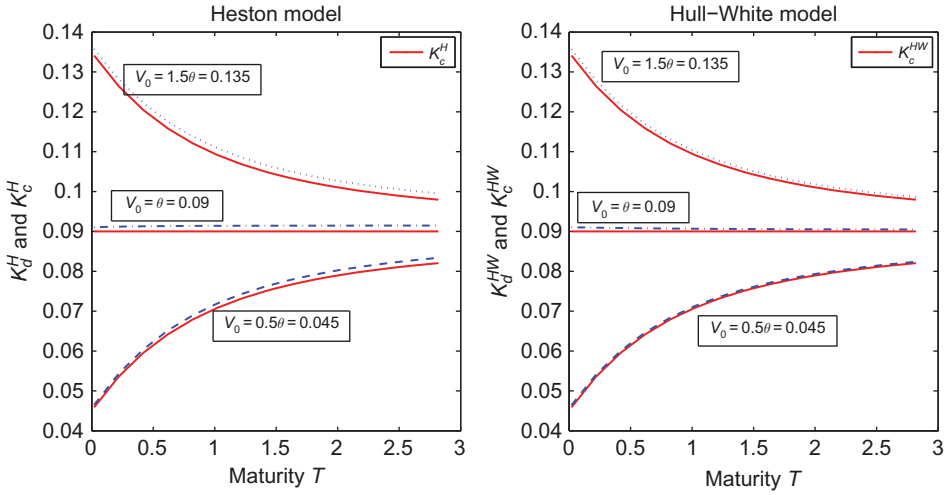 Heston model
0.14
0.13
0.12
0.11
0.1
0.09
0.08
0.07
0.06
0.05
0.04
0
0.5
1
1.5
2
2.5
3
K_d^H and K_c^H
Maturity T
K_c^H
V_0 = 1.5θ = 0.135
V_0 = θ = 0.09
V_0 = 0.5θ = 0.045
Hull−White model
0.14
0.13
0.12
0.11
0.1
0.09
0.08
0.07
0.06
0.05
0.04
0
0.5
1
1.5
2
2.5
3
K_d^HW and K_c^HW
Maturity T
K_c^HW
V_0 = 1.5θ = 0.135
V_0 = θ = 0.09
V_0 = 0.5θ = 0.045